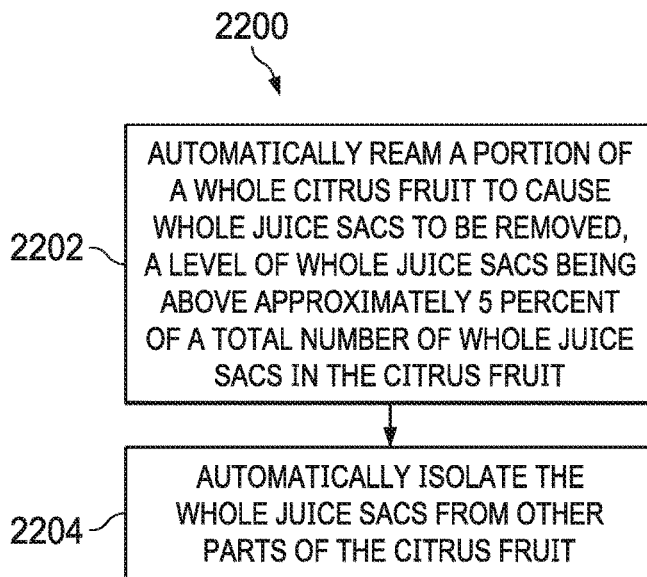 2200
2202
AUTOMATICALLY REAM A PORTION OF
A WHOLE CITRUS FRUIT TO CAUSE
WHOLE JUICE SACS TO BE REMOVED,
A LEVEL OF WHOLE JUICE SACS BEING
ABOVE APPROXIMATELY 5 PERCENT
OF A TOTAL NUMBER OF WHOLE JUICE
SACS IN THE CITRUS FRUIT
2204
AUTOMATICALLY ISOLATE THE
WHOLE JUICE SACS FROM OTHER
PARTS OF THE CITRUS FRUIT